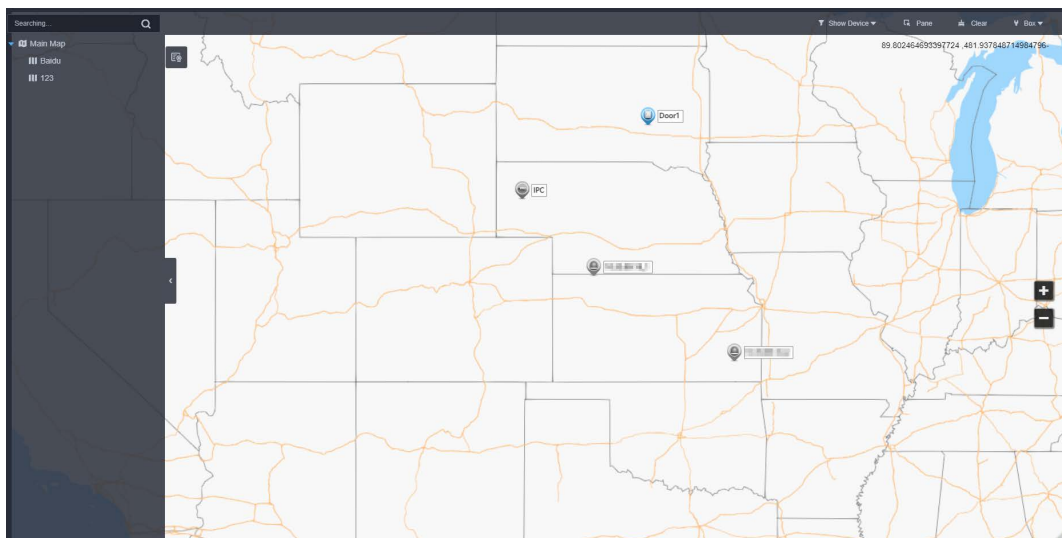 Searching...
Show Device
Pane
Clear
Box
Main Map
Baidu
123
89.802464693397724 ,481.937848714984796
Door1
IPC